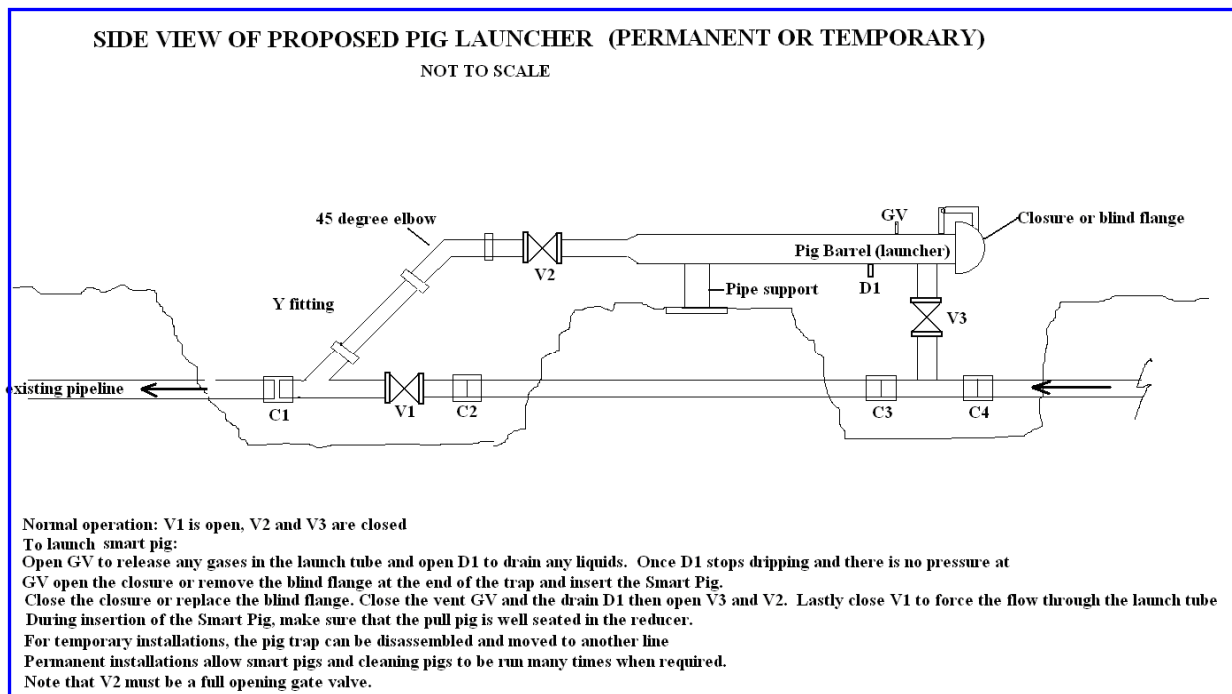 SIDE VIEW OF PROPOSED PIG LAUNCHER (PERMANENT OR TEMPORARY)
NOT TO SCALE
45 degree elbow
GV
Closure or blind flange
Pig Barrel (launcher)
V2
D1
Y fitting
Pipe support
V3
existing pipeline
C1
V1
C2
C3
C4
Normal operation: V1 is open, V2 and V3 are closed
To launch smart pig:
Open GV to release any gases in the launch tube and open D1 to drain any liquids. Once D1 stops dripping and there is no pressure at
GV open the closure or remove the blind flange at the end of the trap and insert the Smart Pig.
Close the closure or replace the blind flange. Close the vent GV and the drain D1 then open V3 and V2. Lastly close V1 to force the flow through the launch tube
During insertion of the Smart Pig, make sure that the pull pig is well seated in the reducer.
For temporary installations, the pig trap can be disassembled and moved to another line
Permanent installations allow smart pigs and cleaning pigs to be run many times when required.
Note that V2 must be a full opening gate valve.